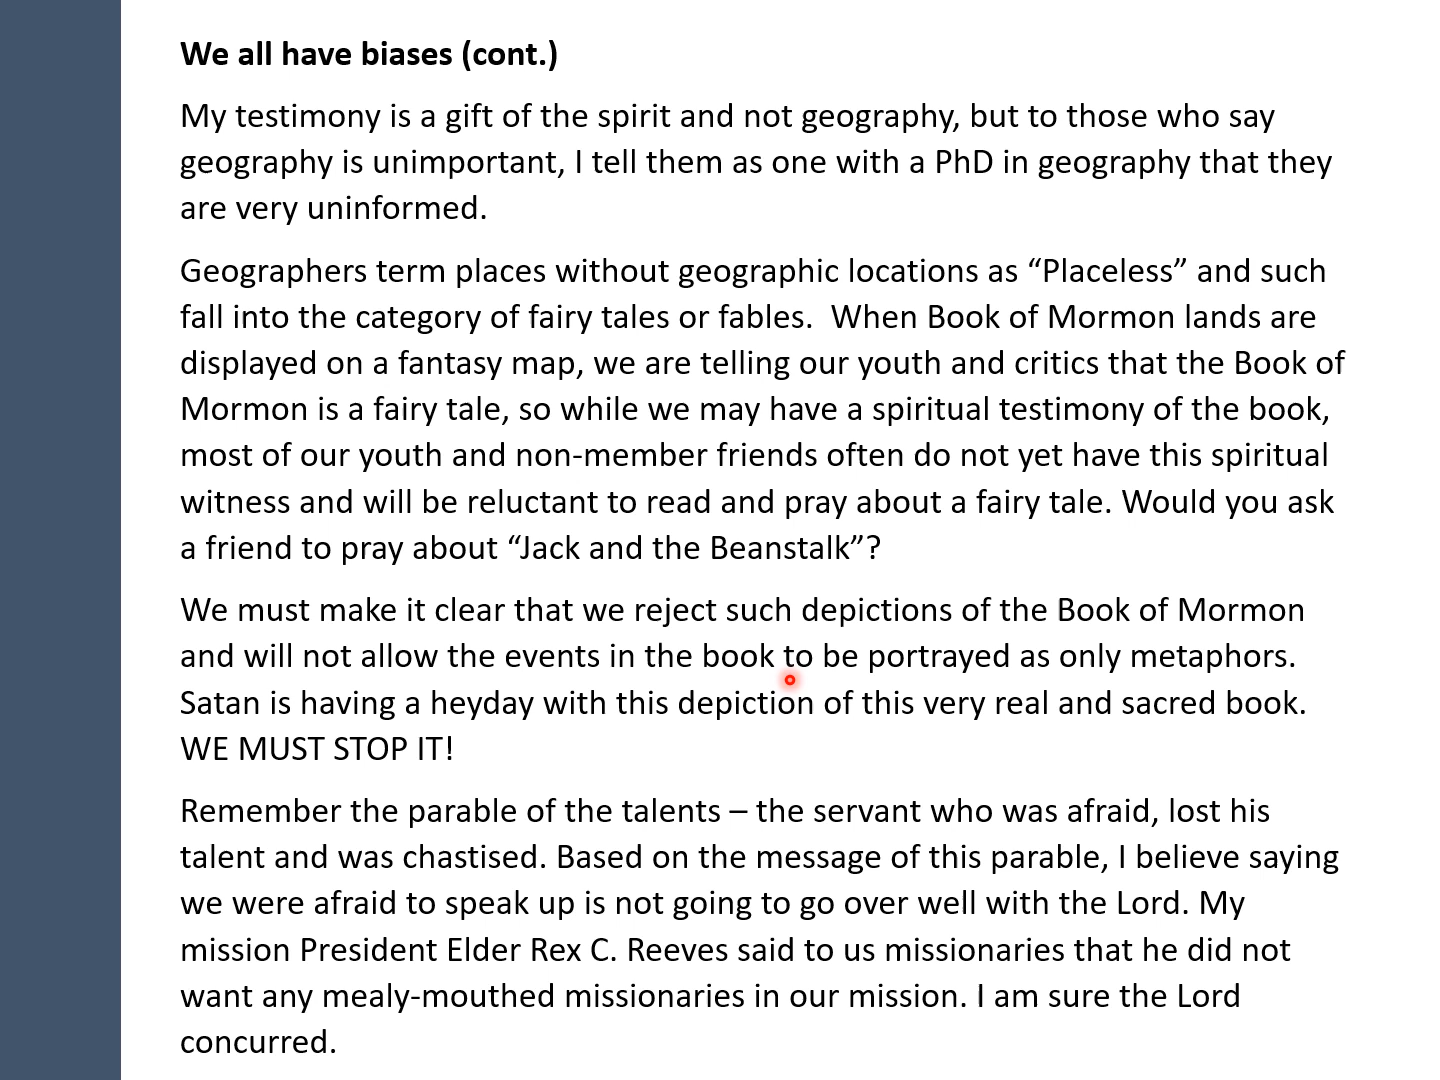 We all have biases (cont.)
My testimony is a gift of the spirit and not geography, but to those who say
geography is unimportant, I tell them as one with a PhD in geography that they
are very uninformed.
Geographers term places without geographic locations as “Placeless” and such
fall into the category of fairy tales or fables.  When Book of Mormon lands are
displayed on a fantasy map, we are telling our youth and critics that the Book of
Mormon is a fairy tale, so while we may have a spiritual testimony of the book,
most of our youth and non-member friends often do not yet have this spiritual
witness and will be reluctant to read and pray about a fairy tale. Would you ask
a friend to pray about “Jack and the Beanstalk”?
We must make it clear that we reject such depictions of the Book of Mormon
and will not allow the events in the book to be portrayed as only metaphors.
Satan is having a heyday with this depiction of this very real and sacred book.
WE MUST STOP IT!
Remember the parable of the talents – the servant who was afraid, lost his
talent and was chastised. Based on the message of this parable, I believe saying
we were afraid to speak up is not going to go over well with the Lord. My
mission President Elder Rex C. Reeves said to us missionaries that he did not
want any mealy-mouthed missionaries in our mission. I am sure the Lord
concurred.